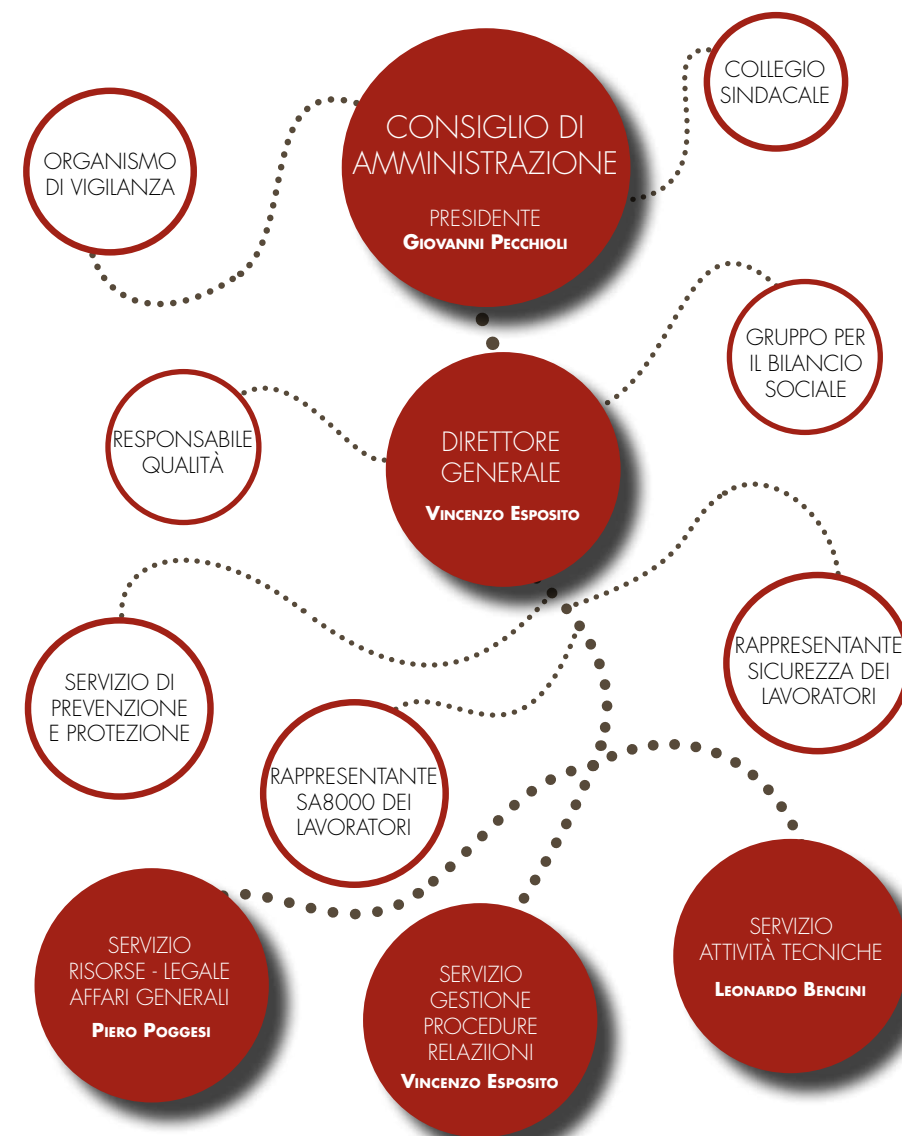 COLLEGIO
SINDACALE
CONSIGLIO DI
AMMINISTRAZIONE
PRESIDENTE
GIOVANNI PECCHIOLI
ORGANISMO
DI VIGILANZA
GRUPPO PER
IL BILANCIO
SOCIALE
RESPONSABILE
QUALITÀ
DIRETTORE
GENERALE
VINCENZO ESPOSITO
RAPPRESENTANTE
SICUREZZA DEI
LAVORATORI
SERVIZIO DI
PREVENZIONE
E PROTEZIONE
RAPPRESENTANTE
SA8000 DEI
LAVORATORI
SERVIZIO
RISORSE - LEGALE
AFFARI GENERALI
PIERO POGGESI
SERVIZIO
GESTIONE
PROCEDURE
RELAZIIONI
VINCENZO ESPOSITO
SERVIZIO
ATTIVITÀ TECNICHE
LEONARDO BENCINI